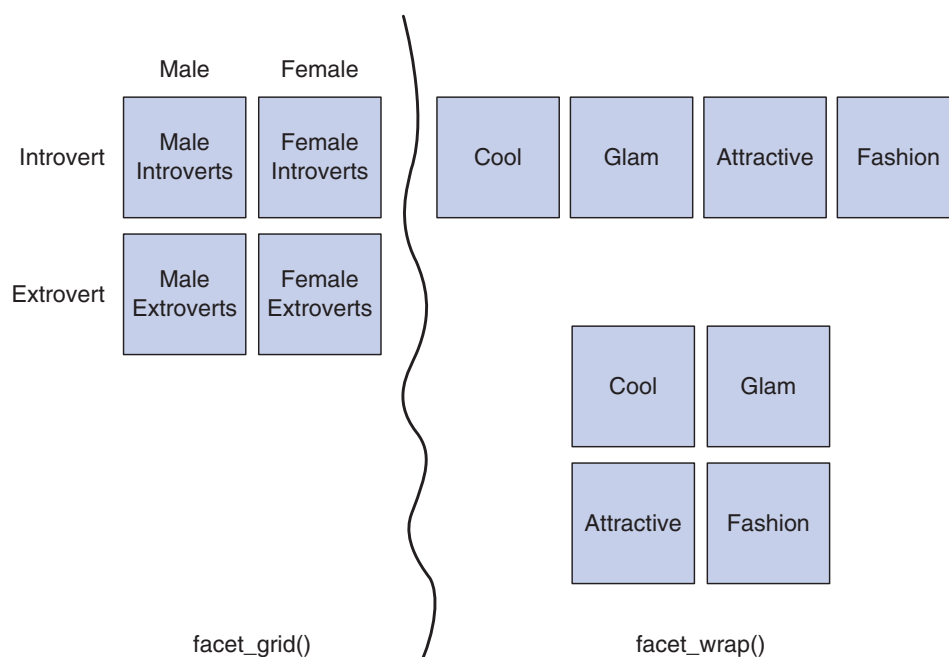 Male Female
Introvert
Male
Introverts
Female
Introverts
Extrovert
Male
Extroverts
Female
Extroverts
facet_grid()
Cool Glam Attractive Fashion
Cool Glam
Attractive Fashion
facet_wrap()